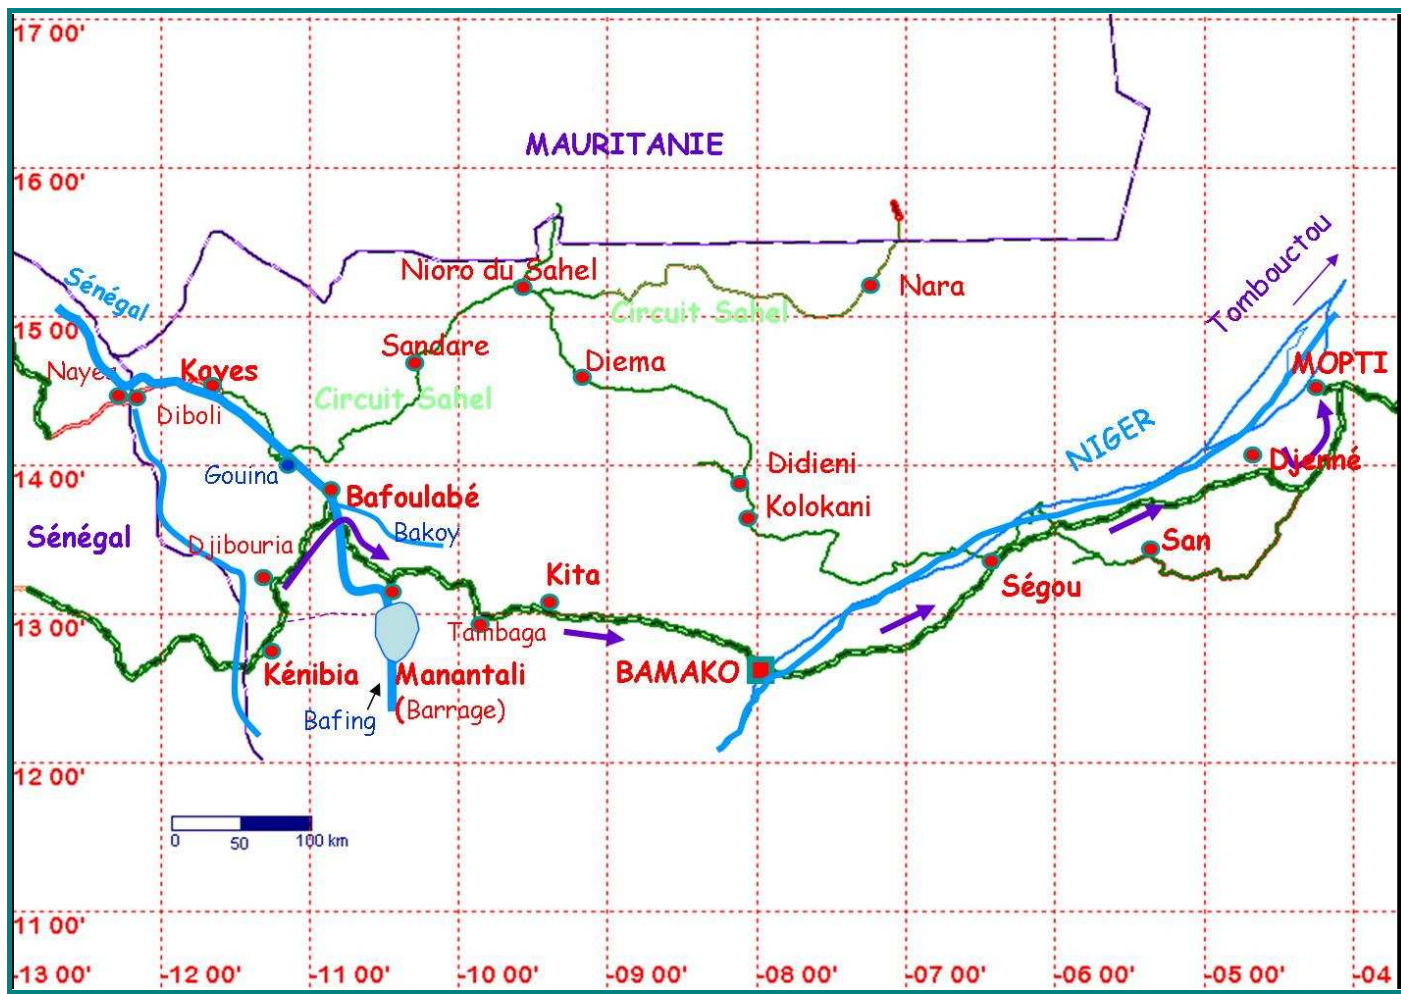 17 00'
MAURITANIE
16 00'
Tombouctou
Nioro du Sahel
Nara
Sénégal
Circuit Sahel
15 00'
Sandare
Diema
MOPTI
Nayes
Kayes
Circuit Sahel
Diboli
NIGER
Gouina
Didieni
Djenné
14 00'
Bafoulabé
Kolokani
Sénégal
Bakoy
Djibouria
San
Kita
Ségou
13 00'
Tambaga
Kénibia
Manantali
BAMAKO
Bafing
(Barrage)
12 00'
0 50 100 km
11 00'
-13 00' -12 00' -11 00' -10 00' -09 00' -08 00' -07 00' -06 00' -05 00' -04